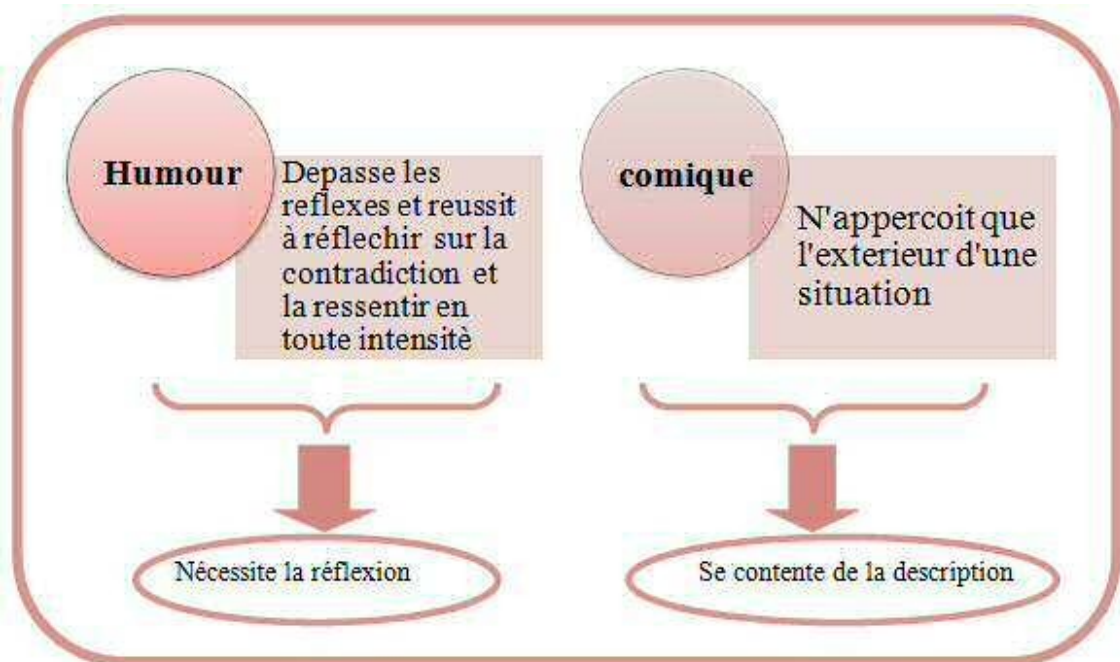 Humour
Depasse les
reflexes et reussit
à réflechir sur la
contradiction et
la ressentir en
toute intensitè
comique
N'appercoit que
l'exterieur d'une
situation
Nécessite la réflexion
Se contente de la description